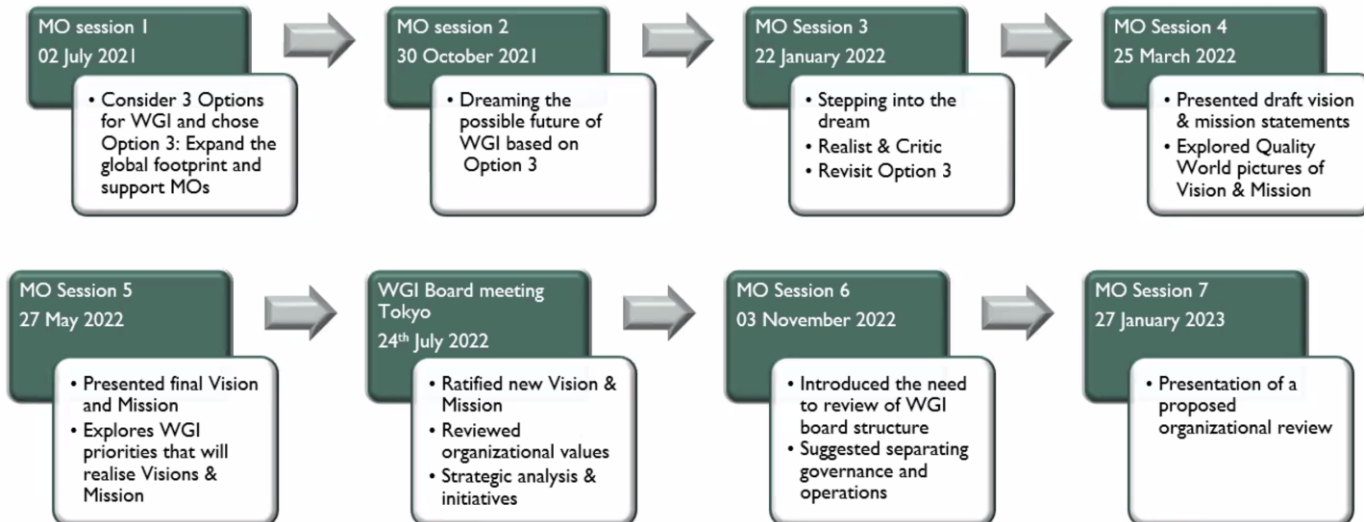 MO session 1
02 July 2021
• Consider 3 Options
for WGI and chose
Option 3: Expand the
global footprint and
support MOs
MO session 2
30 October 2021
• Dreaming the
possible future of
WGI based on
Option 3
MO Session 3
22 January 2022
• Stepping into the
dream
• Realist & Critic
• Revisit Option 3
MO Session 4
25 March 2022
• Presented draft vision
& mission statements
• Explored Quality
World pictures of
Vision & Mission
MO Session 5
27 May 2022
• Presented final Vision
and Mission
• Explores WGI
priorities that will
realise Visions &
Mission
WGI Board meeting
Tokyo
24th July 2022
• Ratified new Vision &
Mission
• Reviewed
organizational values
• Strategic analysis &
initiatives
MO Session 6
03 November 2022
• Introduced the need
to review of WGI
board structure
• Suggested separating
governance and
operations
MO Session 7
27 January 2023
• Presentation of a
proposed
organizational review